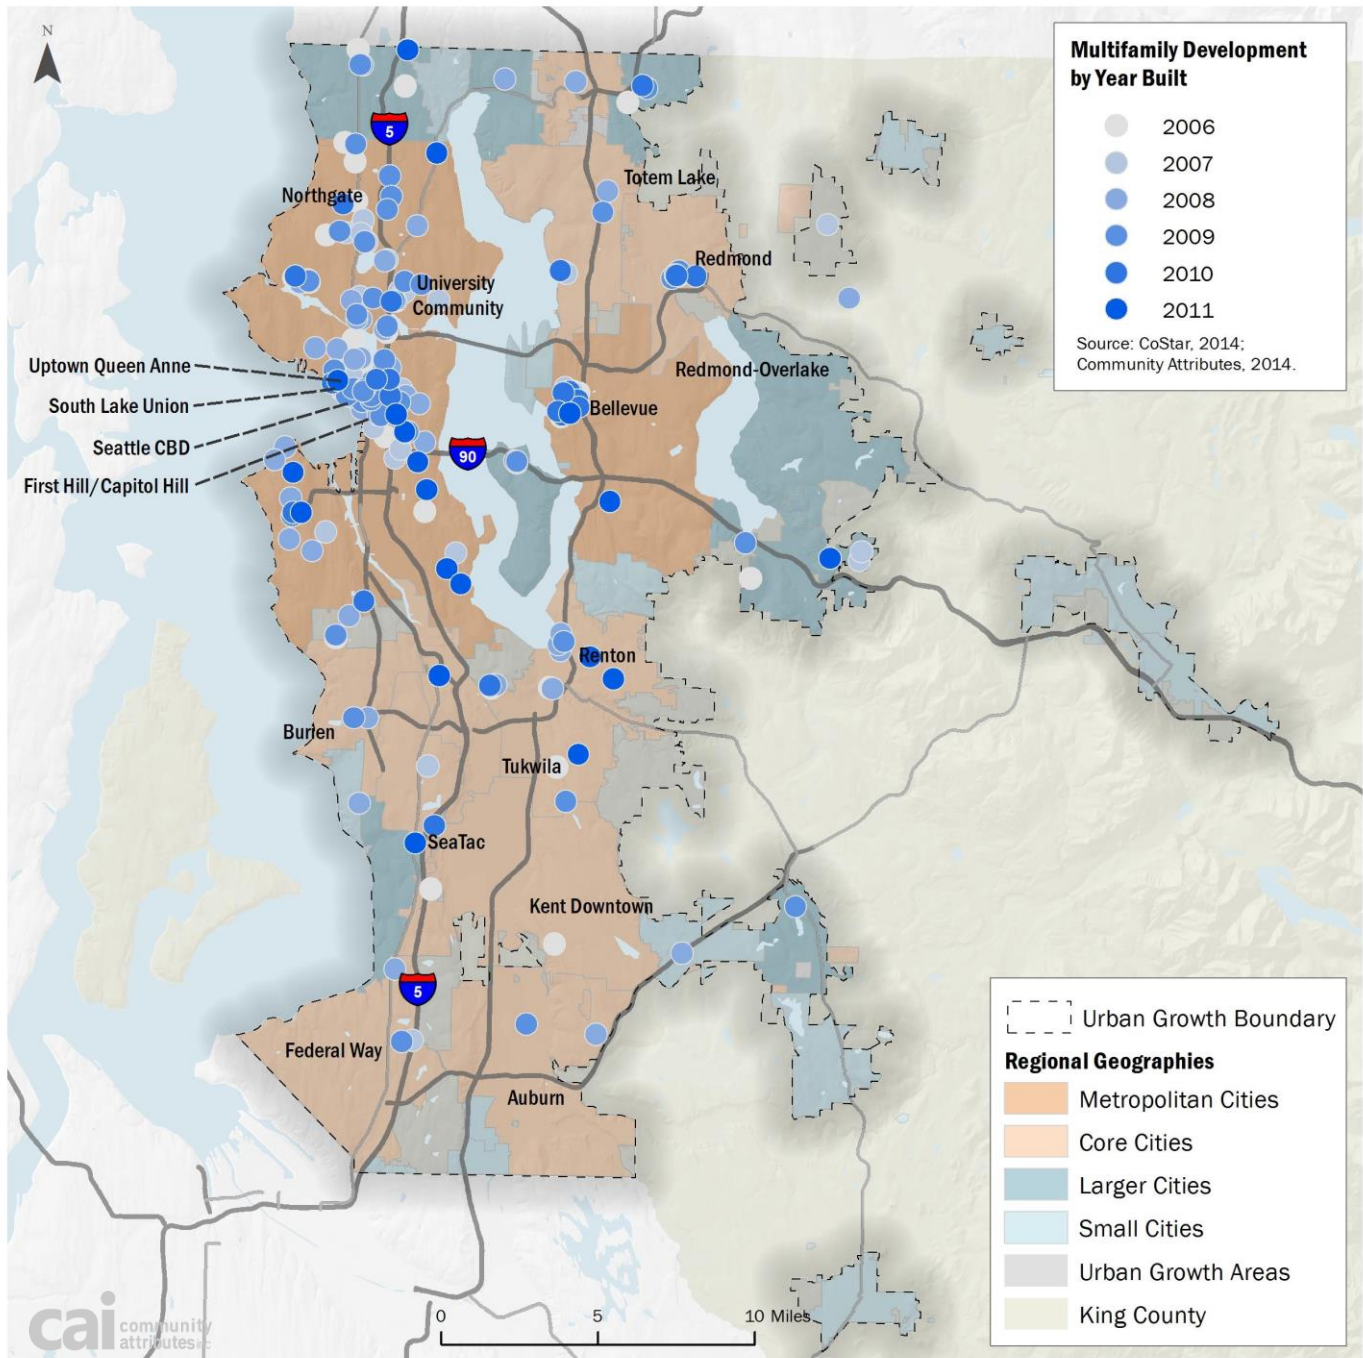 N
Multifamily Development
by Year Built
2006
2007
2008
2009
2010
2011
Source: CoStar, 2014;
Community Attributes, 2014.
5
Northgate
Totem Lake
Redmond
University
Community
Uptown Queen Anne
South Lake Union
Seattle CBD
First Hill/Capitol Hill
Redmond-Overlake
Bellevue
90
Renton
Burien
Tukwila
SeaTac
Kent Downtown
5
Federal Way
Auburn
Urban Growth Boundary
Regional Geographies
Metropolitan Cities
Core Cities
Larger Cities
Small Cities
Urban Growth Areas
King County
0 5 10 Miles
cai community
attributes inc